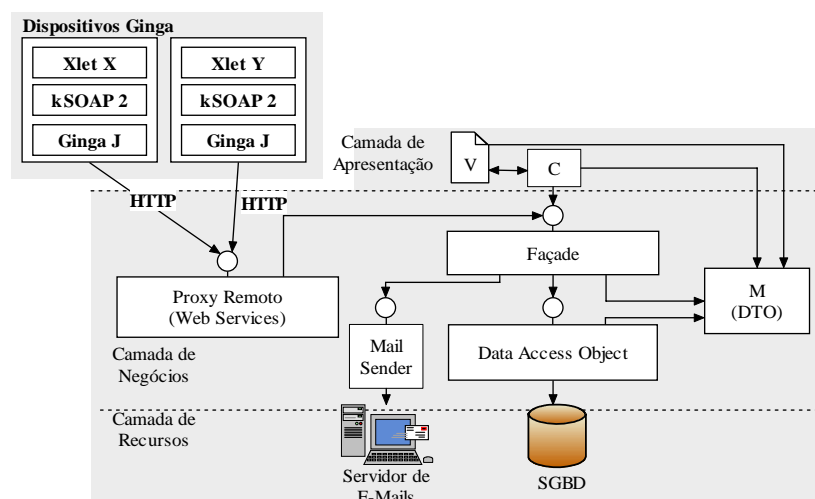 Dispositivos Ginga
Xlet X
kSOAP 2
Ginga J
Xlet Y
kSOAP 2
Ginga J
HTTP
HTTP
Camada de
Apresentação
V
C
Façade
Proxy Remoto
(Web Services)
M
(DTO)
Mail
Sender
Data Access Object
Camada de
Negócios
Camada de
Recursos
Servidor de
E-Mails
SGBD